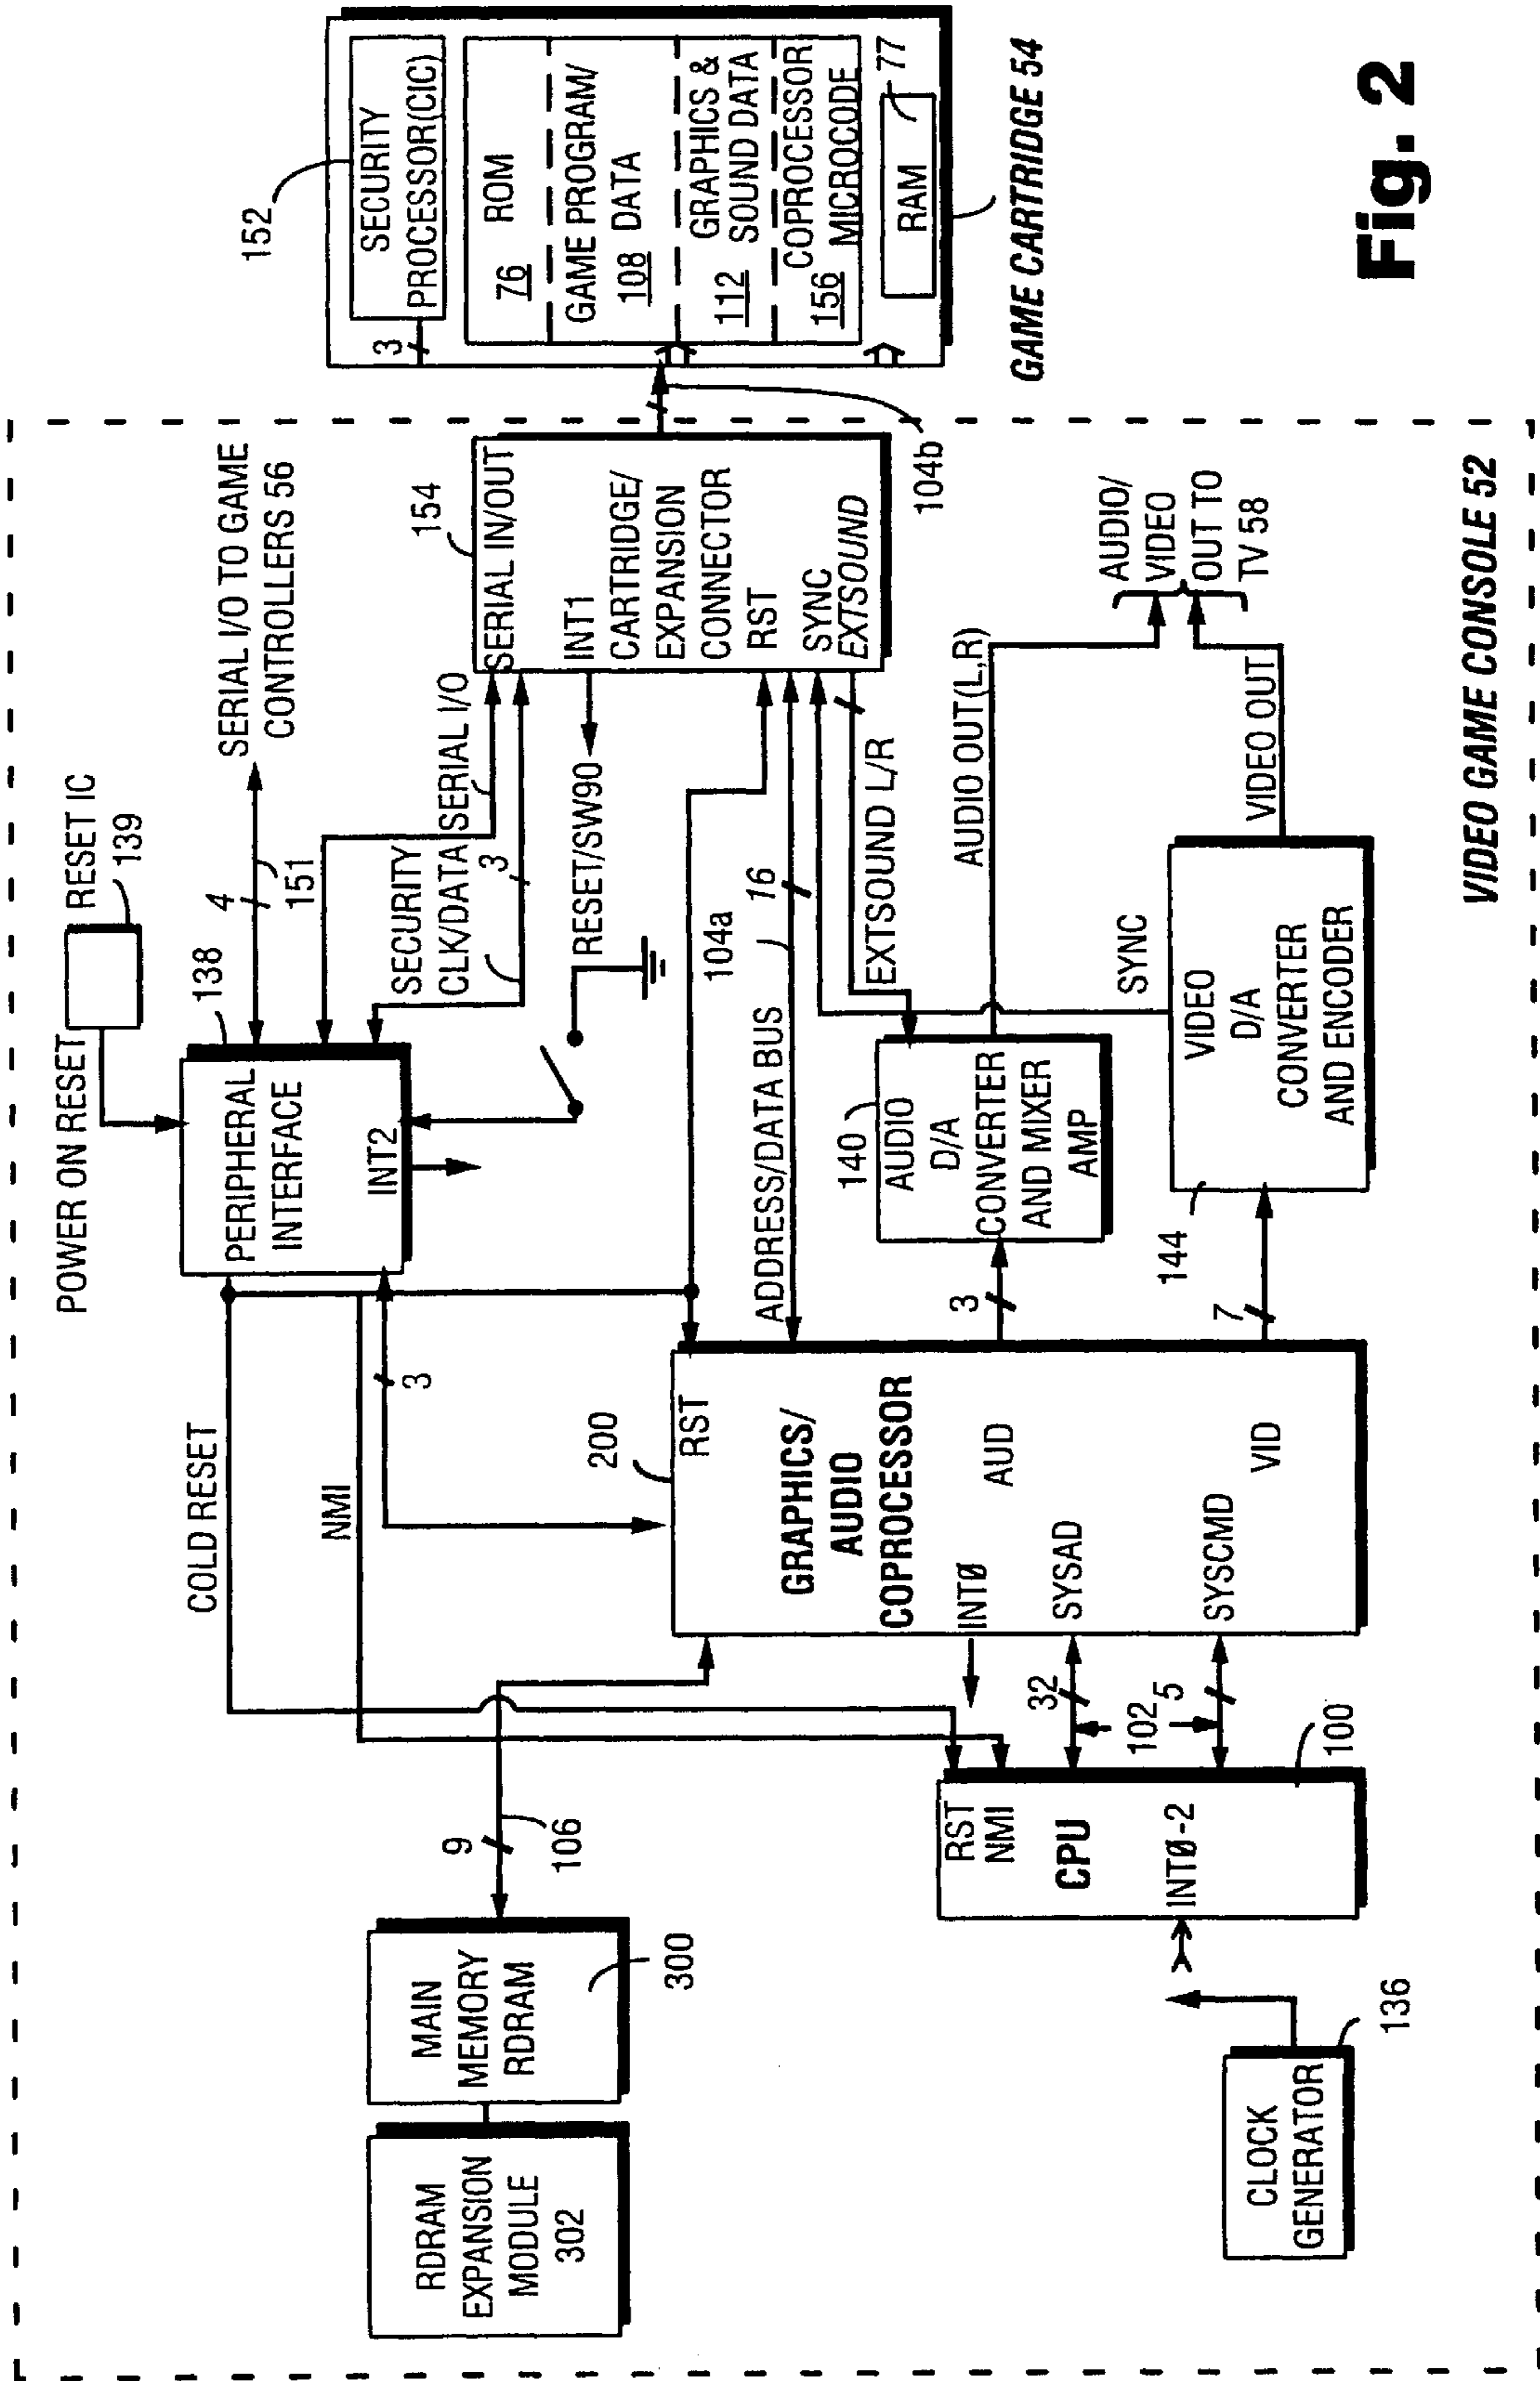 POWER ON RESET
RESET IC
139
138
PERIPHERAL
INTERFACE
INT2
COLD RESET
NMI
3
4
151
SERIAL I/O TO GAME
CONTROLLERS 56
SECURITY
CLK/DATA
SERIAL I/O
3
RESET/SW90
154
SERIAL IN/OUT
INT1
CARTRIDGE/
EXPANSION
CONNECTOR
RST
SYNC
EXTSOUND
104b
152
SECURITY
PROCESSOR(CIC)
3
76 ROM
GAME PROGRAM/
108 DATA
GRAPHICS &
112 SOUND DATA
COPROCESSOR
156 MICROCODE
RAM
77
GAME CARTRIDGE 54
RDRAM
EXPANSION
MODULE
302
MAIN
MEMORY
RDRAM
300
9
106
200
RST
GRAPHICS/
AUDIO
COPROCESSOR
INTØ
AUD
SYSAD
SYSCMD
VID
104a
ADDRESS/DATA BUS
16
EXTSOUND L/R
140
AUDIO
D/A
CONVERTER
AND MIXER
AMP
3
AUDIO OUT(L,R)
AUDIO/
VIDEO
OUT TO
TV 58
SYNC
VIDEO OUT
144
VIDEO
D/A
CONVERTER
AND ENCODER
7
32
102
5
RST
NMI
CPU
INTØ-2
100
CLOCK
GENERATOR
136
VIDEO GAME CONSOLE 52
Fig. 2